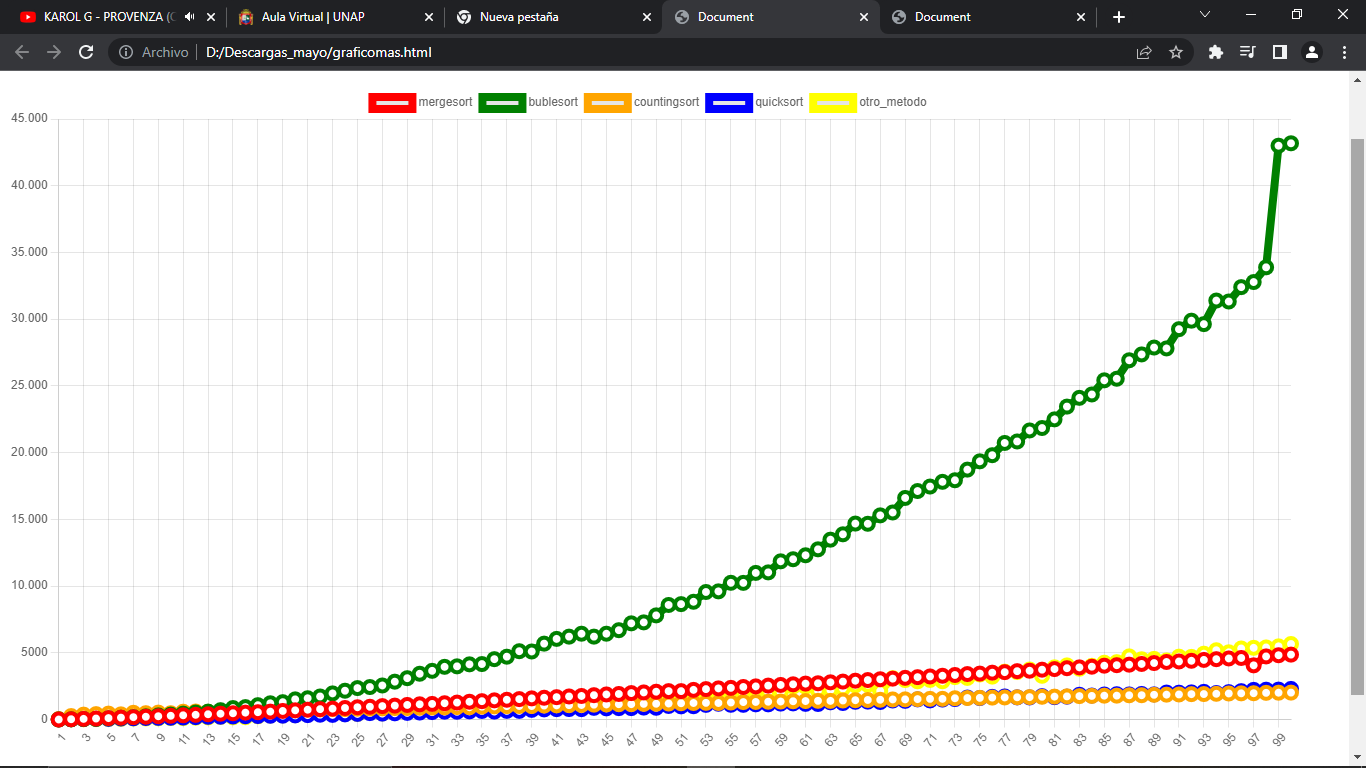 KAROL G - PROVENZA (
Aula Virtual | UNAP
Nueva pestaña
Document
Document
Archivo D:/Descargas_mayo/graficomas.html
mergesort bublesort countingsort quicksort otro_metodo
45.000
40.000
35.000
30.000
25.000
20.000
15.000
10.000
5000
0
1 3 5 7 9 11 13 15 17 19 21 23 25 27 29 31 33 35 37 39 41 43 45 47 49 51 53 55 57 59 61 63 65 67 69 71 73 75 77 79 81 83 85 87 89 91 93 95 97 99